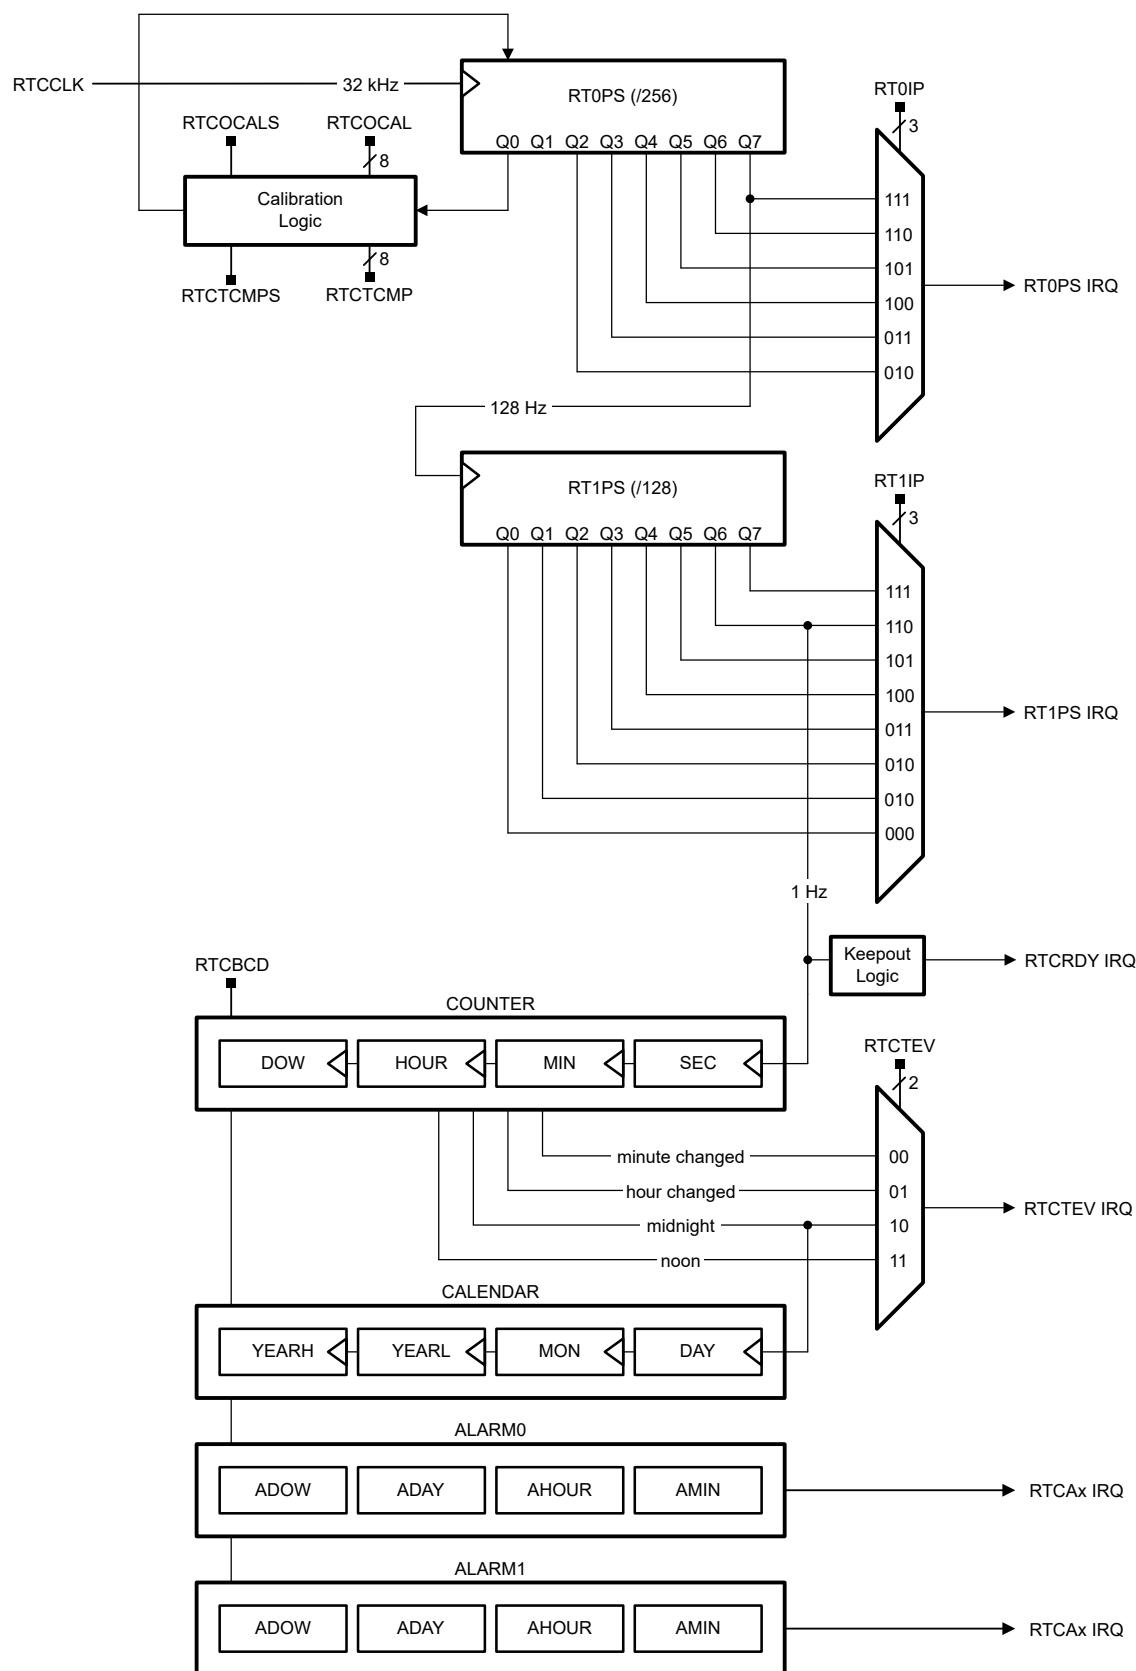 RTCCLK
32 kHz
RT0PS (/256)
Q0 Q1 Q2 Q3 Q4 Q5 Q6 Q7
RT0IP
3
RTCOCALS
RTCOCAL
8
Calibration
Logic
8
RTCTCMPS
RTCTCMP
111
110
101
100
011
010
RT0PS IRQ
128 Hz
RT1PS (/128)
Q0 Q1 Q2 Q3 Q4 Q5 Q6 Q7
RT1IP
3
111
110
101
100
011
010
010
000
RT1PS IRQ
1 Hz
Keepout
Logic
RTCRDY IRQ
RTCBCD
COUNTER
DOW HOUR MIN SEC
RTCTEV
2
minute changed
hour changed
midnight
noon
00
01
10
11
RTCTEV IRQ
CALENDAR
YEARH YEARL MON DAY
ALARM0
ADOW ADAY AHOUR AMIN
RTCAx IRQ
ALARM1
ADOW ADAY AHOUR AMIN
RTCAx IRQ